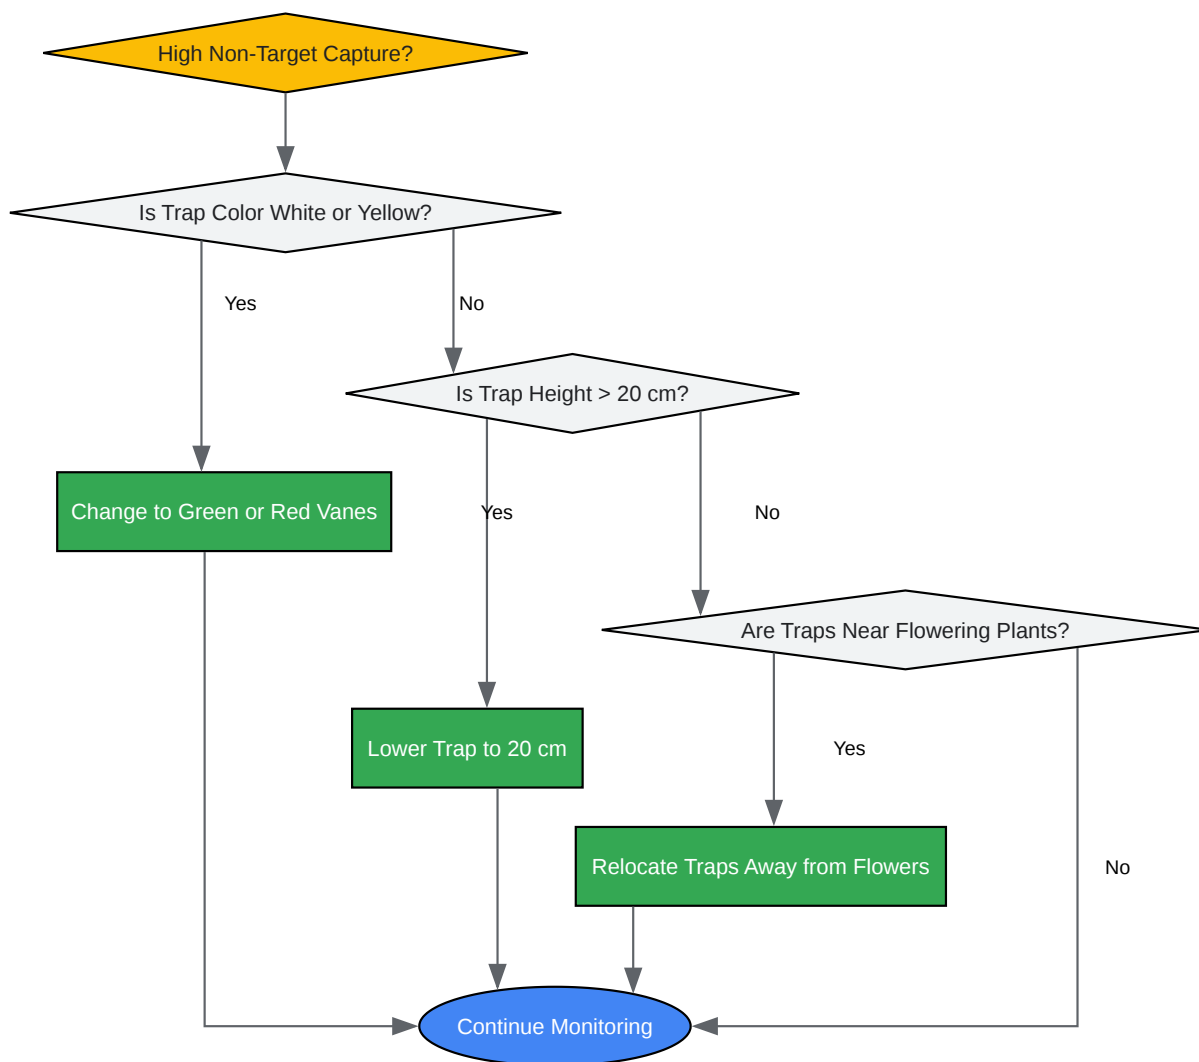 High Non-Target Capture?
Is Trap Color White or Yellow?
Yes
No
Is Trap Height > 20 cm?
Change to Green or Red Vanes
Yes
No
Are Traps Near Flowering Plants?
Lower Trap to 20 cm
Yes
Relocate Traps Away from Flowers
No
Continue Monitoring